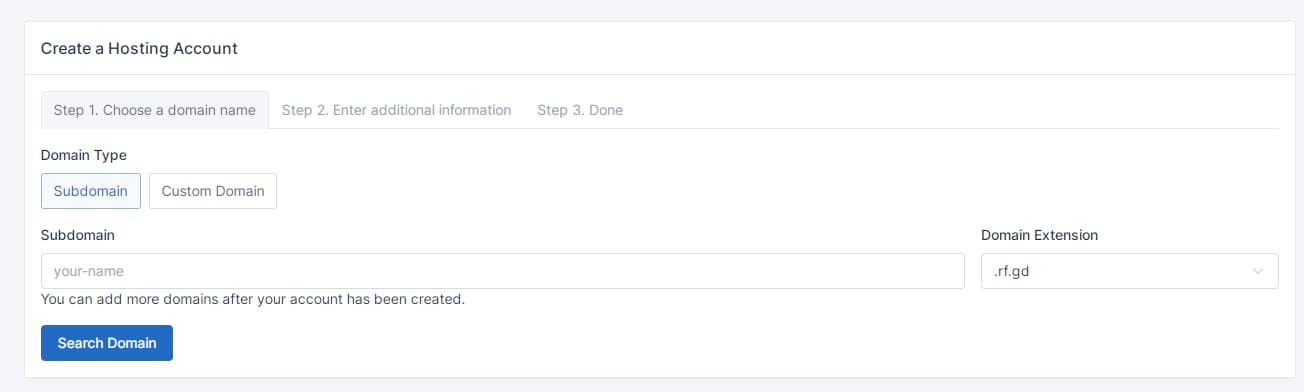 Create a Hosting Account
Step 1. Choose a domain name Step 2. Enter additional information Step 3. Done
Domain Type
Subdomain Custom Domain
Subdomain Domain Extension
your-name .rf.gd
You can add more domains after your account has been created.
Search Domain